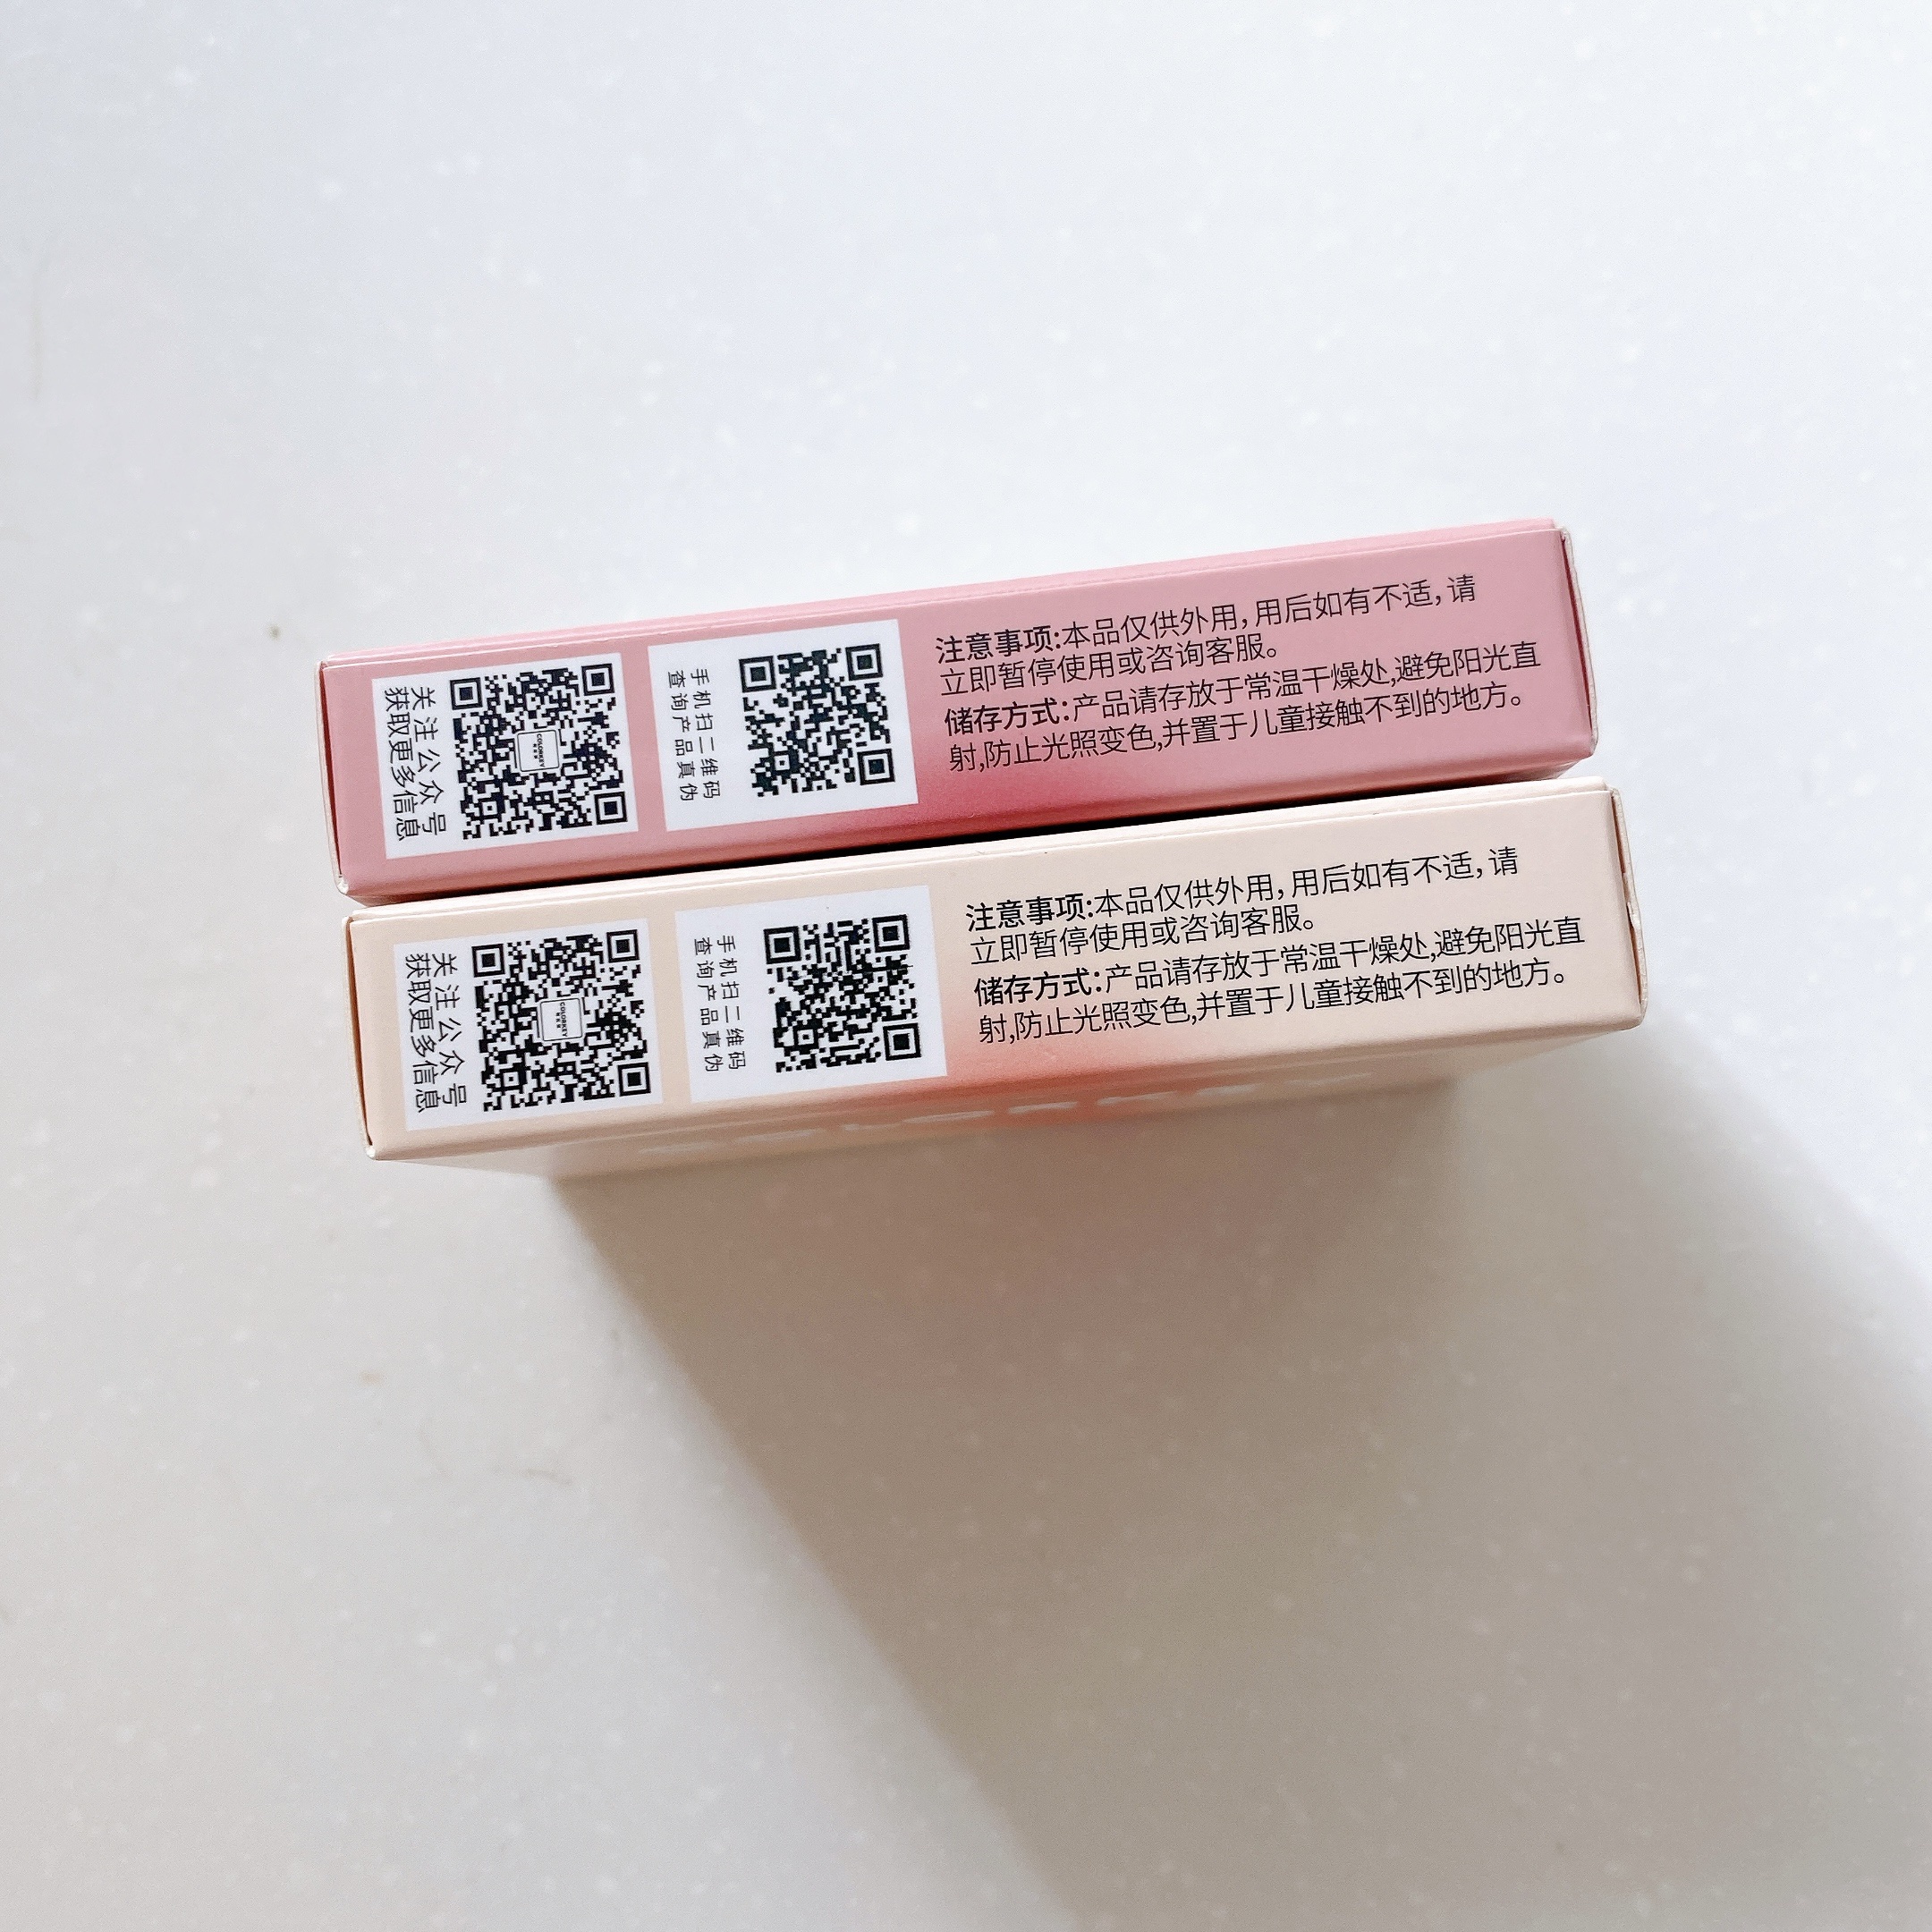 关注公众号
获取更多信息
COLORKEY
手机扫二维码
查询产品真伪
注意事项:本品仅供外用,用后如有不适,请
立即暂停使用或咨询客服。
储存方式:产品请存放于常温干燥处,避免阳光直
射,防止光照变色,并置于儿童接触不到的地方。
关注公众号
获取更多信息
COLORKEY
手机扫二维码
查询产品真伪
注意事项:本品仅供外用,用后如有不适,请
立即暂停使用或咨询客服。
储存方式:产品请存放于常温干燥处,避免阳光直
射,防止光照变色,并置于儿童接触不到的地方。